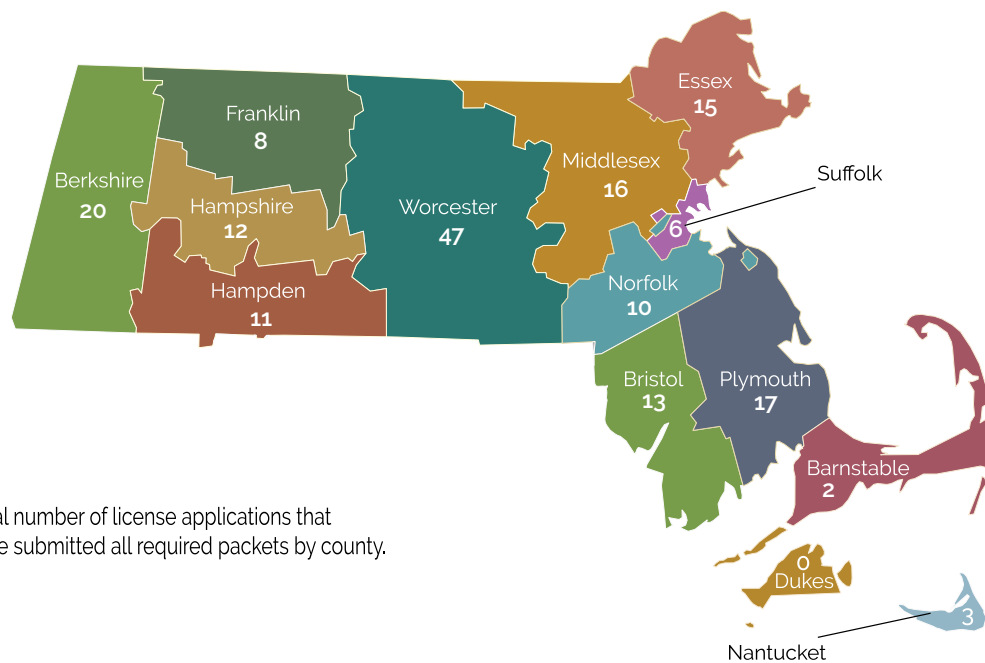 Essex
15
Franklin
8
Middlesex
16
Suffolk
6
Berkshire
20
Hampshire
12
Worcester
47
Norfolk
10
Hampden
11
Bristol
13
Plymouth
17
Barnstable
2
al number of license applications that
e submitted all required packets by county.
0
Dukes
3
Nantucket